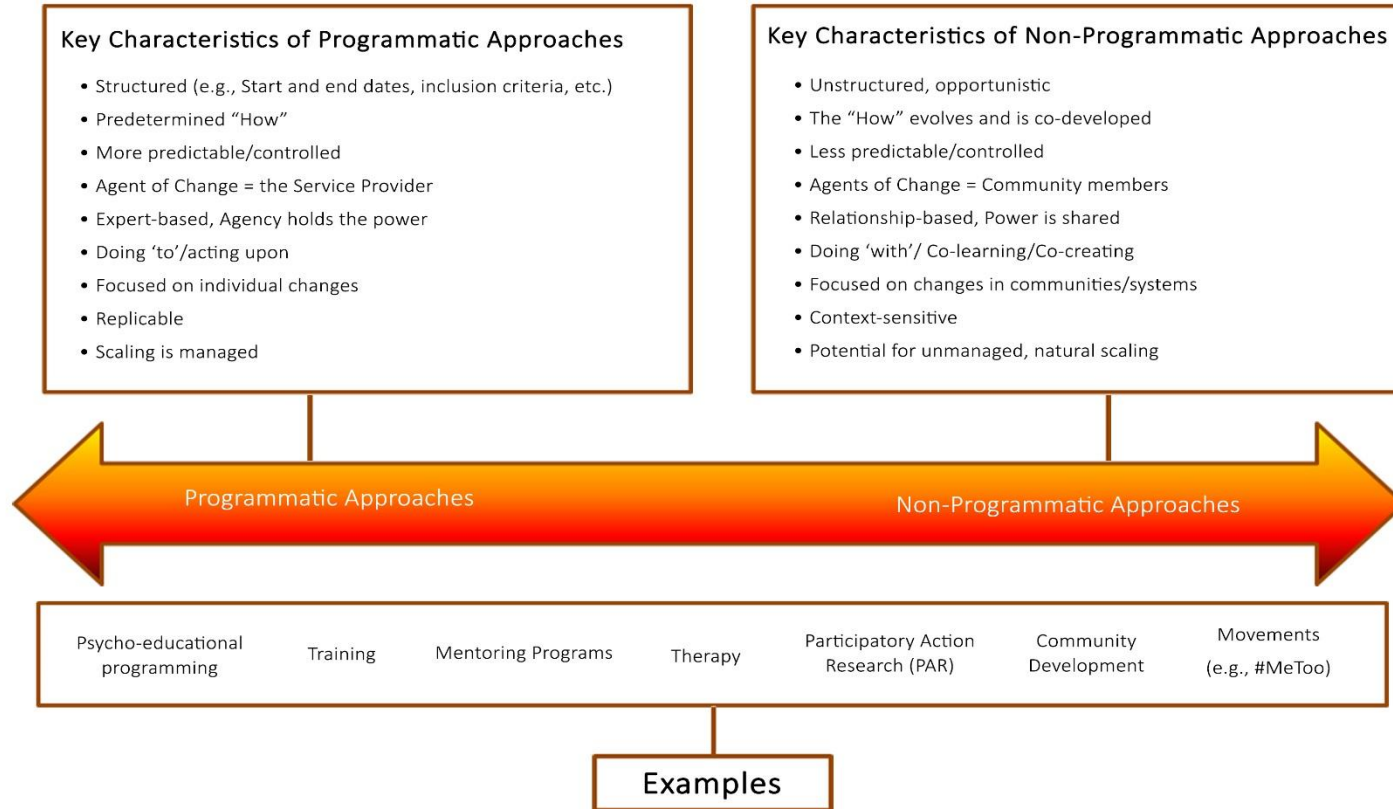 Key Characteristics of Programmatic Approaches
• Structured (e.g., Start and end dates, inclusion criteria, etc.)
• Predetermined “How”
• More predictable/controlled
• Agent of Change = the Service Provider
• Expert-based, Agency holds the power
• Doing ‘to’/acting upon
• Focused on individual changes
• Replicable
• Scaling is managed
Key Characteristics of Non-Programmatic Approaches
• Unstructured, opportunistic
• The “How” evolves and is co-developed
• Less predictable/controlled
• Agents of Change = Community members
• Relationship-based, Power is shared
• Doing ‘with’/ Co-learning/Co-creating
• Focused on changes in communities/systems
• Context-sensitive
• Potential for unmanaged, natural scaling
Programmatic Approaches
Non-Programmatic Approaches
Psycho-educational
programming
Training
Mentoring Programs
Therapy
Participatory Action
Research (PAR)
Community
Development
Movements
(e.g., #MeToo)
Examples